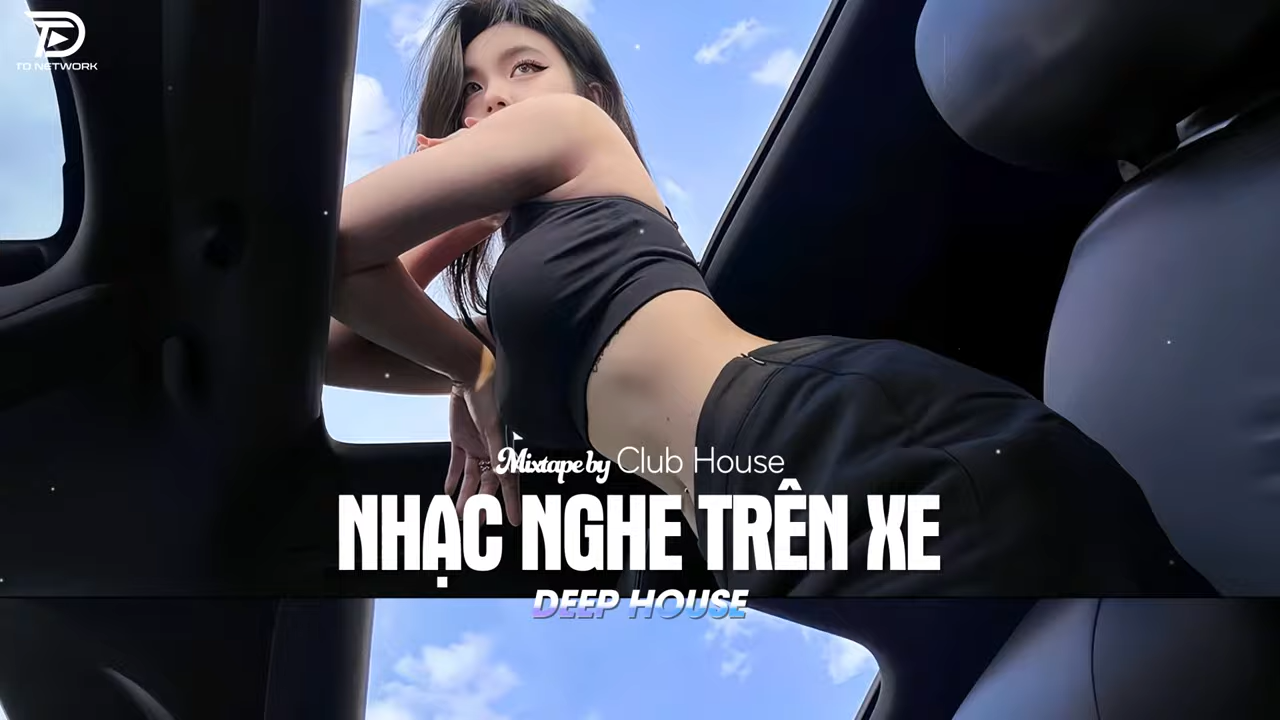 TD NETWORK
Mixtape by Club House
NHẠC NGHE TRÊN XE
DEEP HOUSE